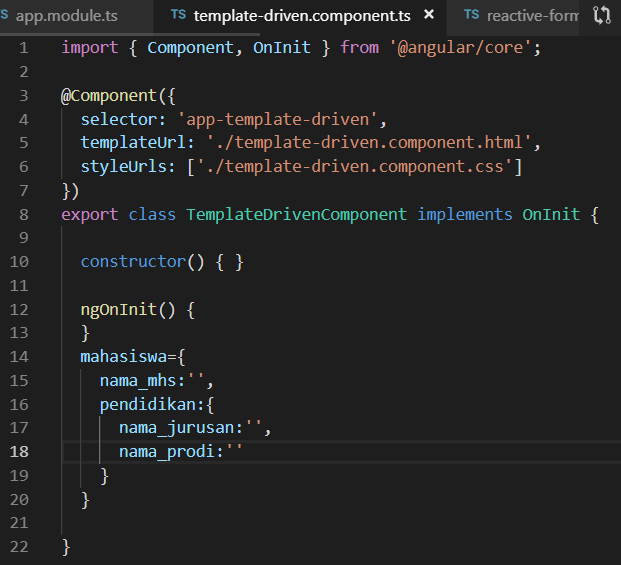 TS app.module.ts TS template-driven.component.ts × TS reactive-form
1 import { Component, OnInit } from '@angular/core';
2
3 @Component({
4 selector: 'app-template-driven',
5 templateUrl: './template-driven.component.html',
6 styleUrls: ['./template-driven.component.css']
7 })
8 export class TemplateDrivenComponent implements OnInit {
9
10 constructor() { }
11
12 ngOnInit() {
13 }
14 mahasiswa={
15 nama_mhs:'',
16 pendidikan:{
17 nama_jurusan:'',
18 nama_prodi:''
19 }
20 }
21
22 }